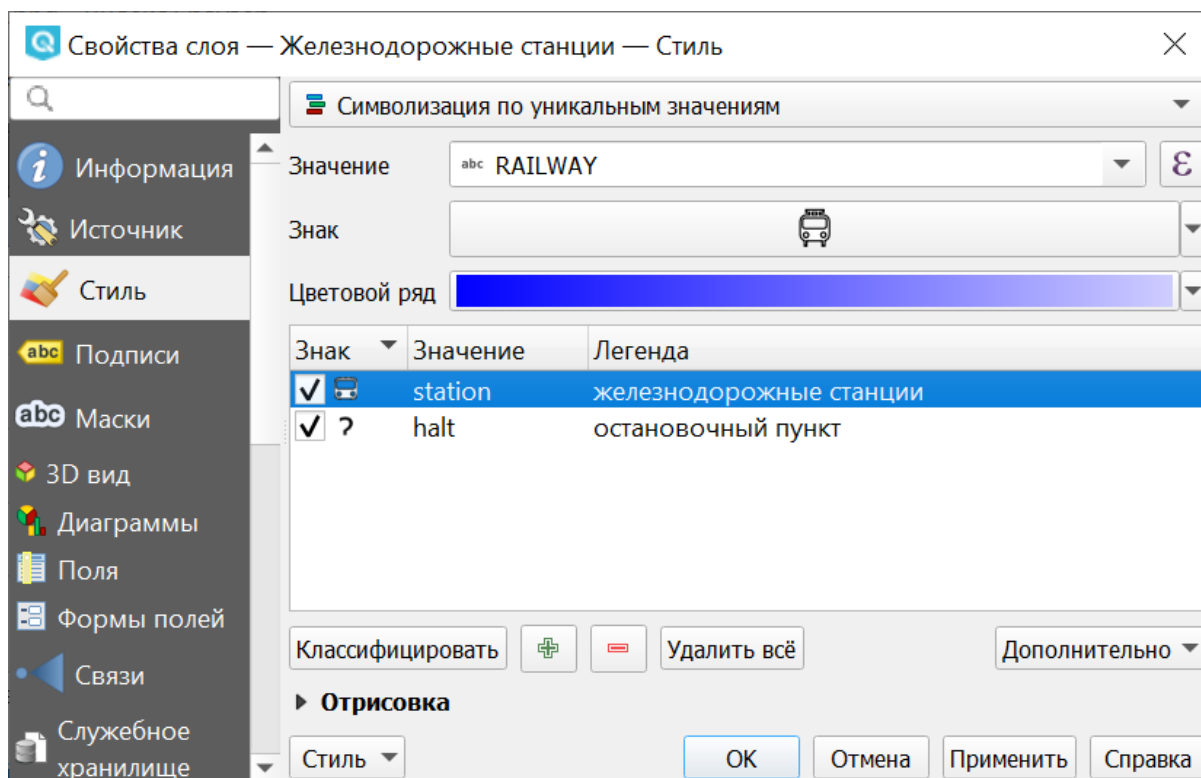 Свойства слоя — Железнодорожные станции — Стиль
Символизация по уникальным значениям
Информация
Источник
Стиль
abc Подписи
abc Маски
3D вид
Диаграммы
Поля
Формы полей
Связи
Служебное
хранилище
Значение abc RAILWAY ε
Знак
Цветовой ряд
Знак Значение Легенда
station железнодорожные станции
? halt остановочный пункт
Классифицировать Удалить всё Дополнительно
Отрисовка
Стиль OK Отмена Применить Справка